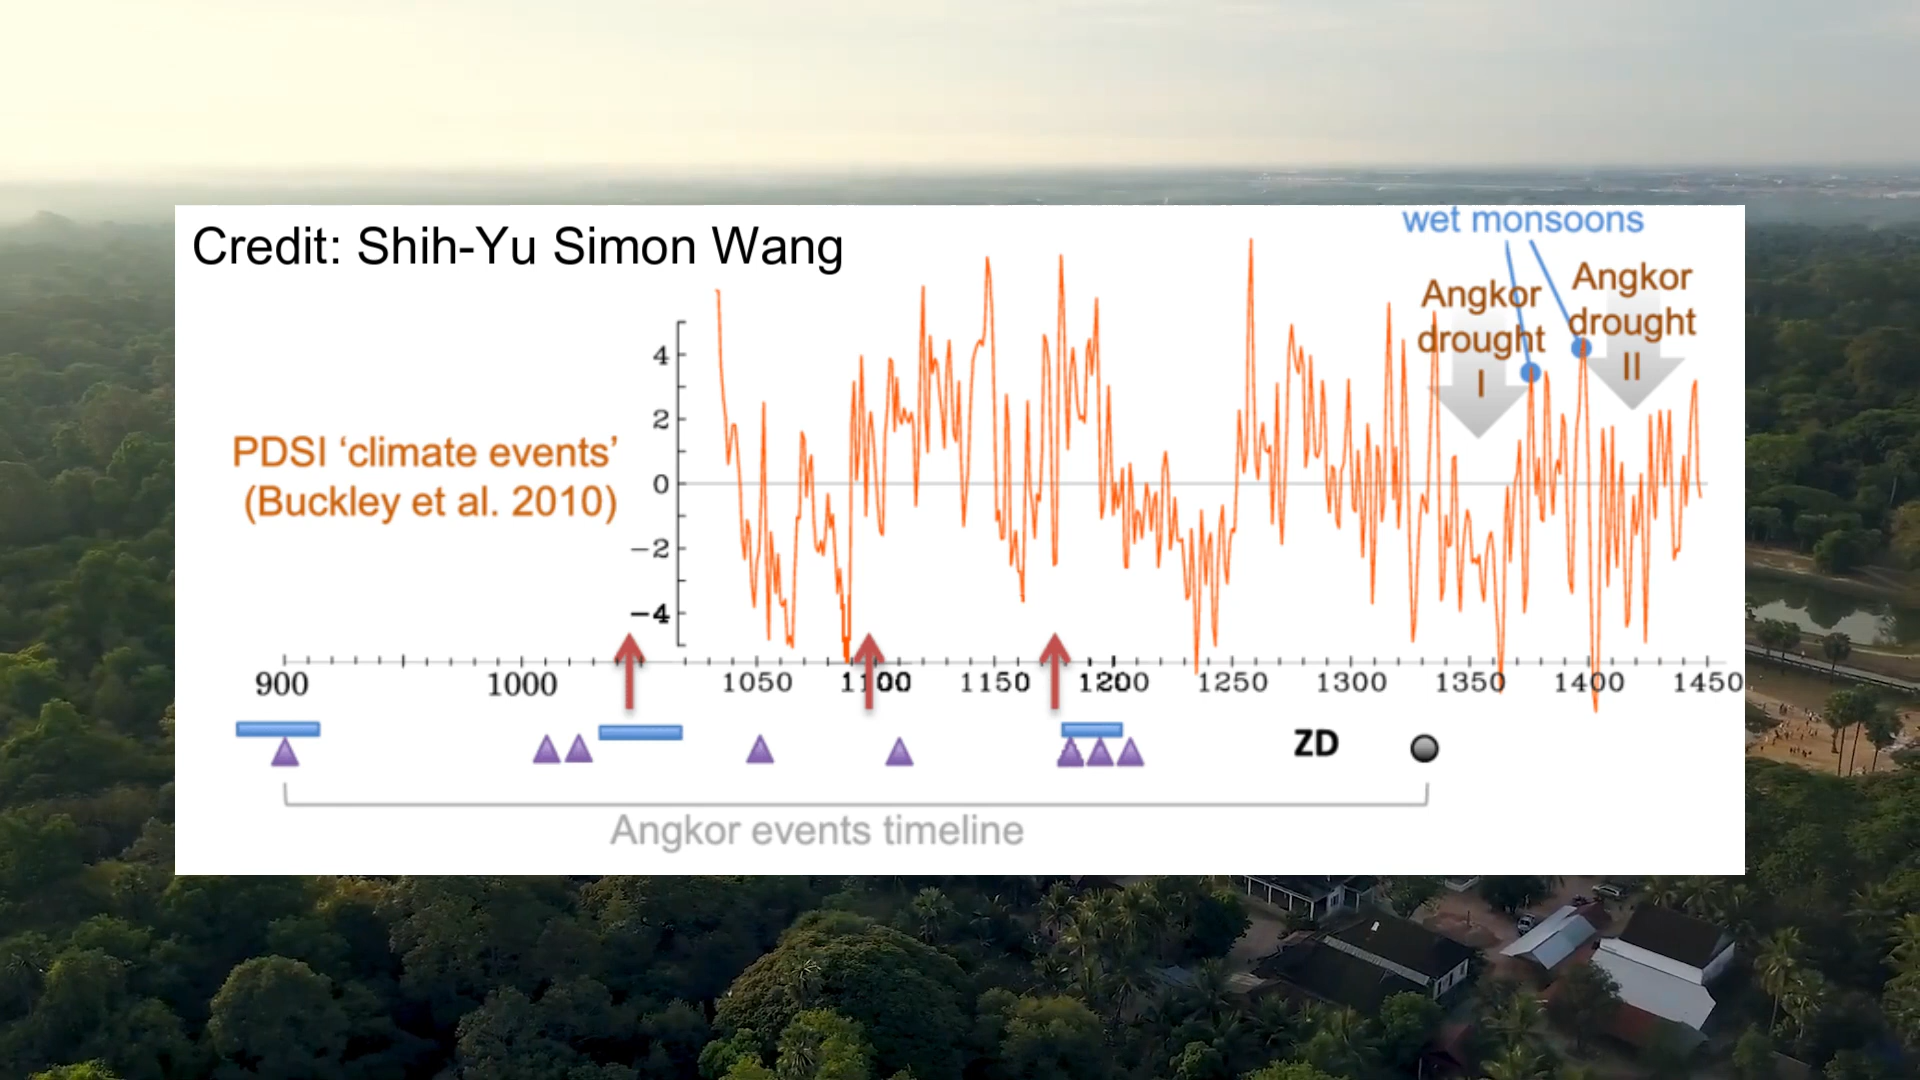 Credit: Shih-Yu Simon Wang
wet monsoons
Angkor
drought
I
Angkor
drought
II
PDSI ‘climate events’
(Buckley et al. 2010)
4
2
0
−2
−4
900 1000 1050 1100 1150 1200 1250 1300 1350 1400 1450
ZD
Angkor events timeline